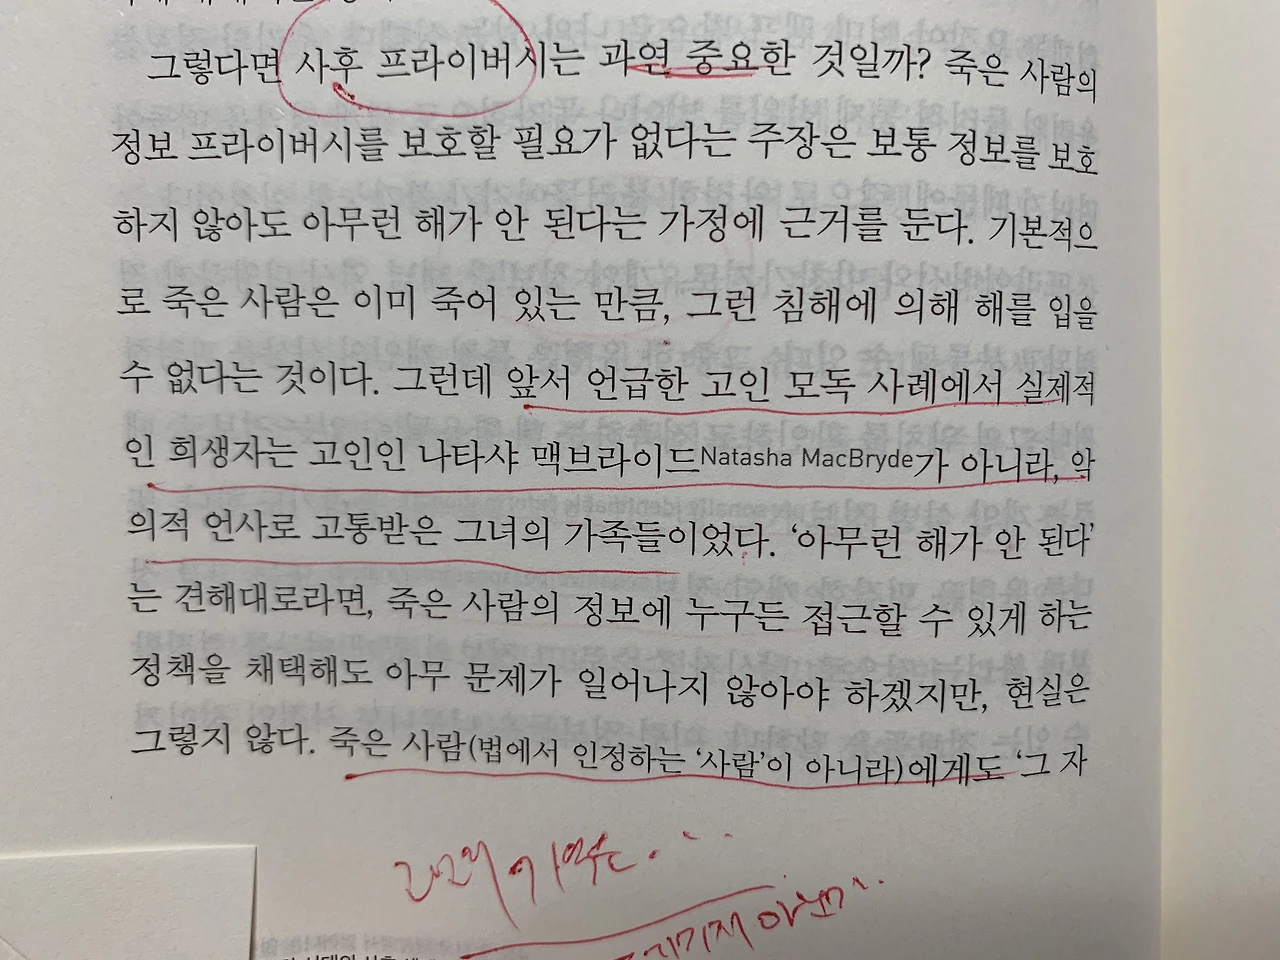 그렇다면 사후 프라이버시는 과연 중요한 것일까? 죽은 사람의
정보 프라이버시를 보호할 필요가 없다는 주장은 보통 정보를 보호
하지 않아도 아무런 해가 안 된다는 가정에 근거를 둔다. 기본적으
로 죽은 사람은 이미 죽어 있는 만큼, 그런 침해에 의해 해를 입을
수 없다는 것이다. 그런데 앞서 언급한 고인 모독 사례에서 실제적
인 희생자는 고인인 나타샤 맥브라이드Natasha MacBryde가 아니라, 악
의적 언사로 고통받은 그녀의 가족들이었다. ‘아무런 해가 안 된다’
는 견해대로라면, 죽은 사람의 정보에 누구든 접근할 수 있게 하는
정책을 채택해도 아무 문제가 일어나지 않아야 하겠지만, 현실은
그렇지 않다. 죽은 사람(법에서 인정하는 ‘사람’이 아니라)에게도 ‘그 자